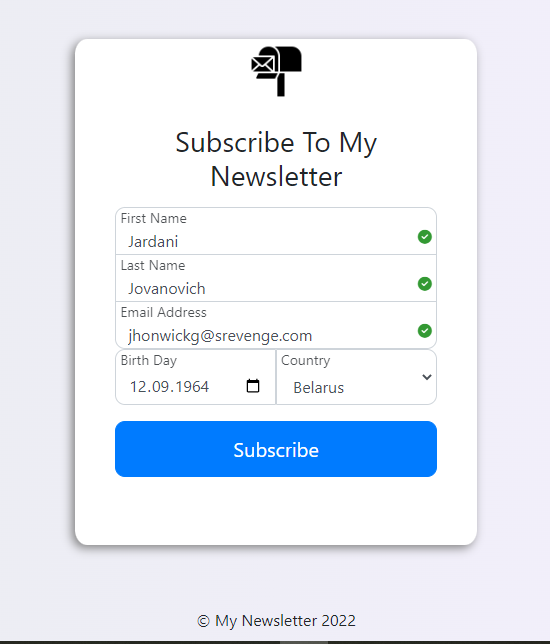 Subscribe To My
Newsletter
First Name
Jardani
Last Name
Jovanovich
Email Address
jhonwickg@srevenge.com
Birth Day Country
12.09.1964 Belarus
Subscribe
© My Newsletter 2022